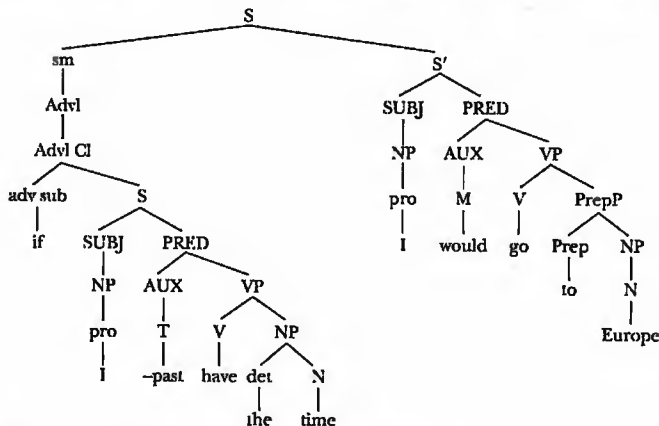 S
sm S′
Advl SUBJ PRED
Advl Cl NP AUX VP
adv sub S pro M V PrepP
if SUBJ PRED I would go Prep NP
NP AUX VP to N
pro T V NP Europe
I –past have det N
the time